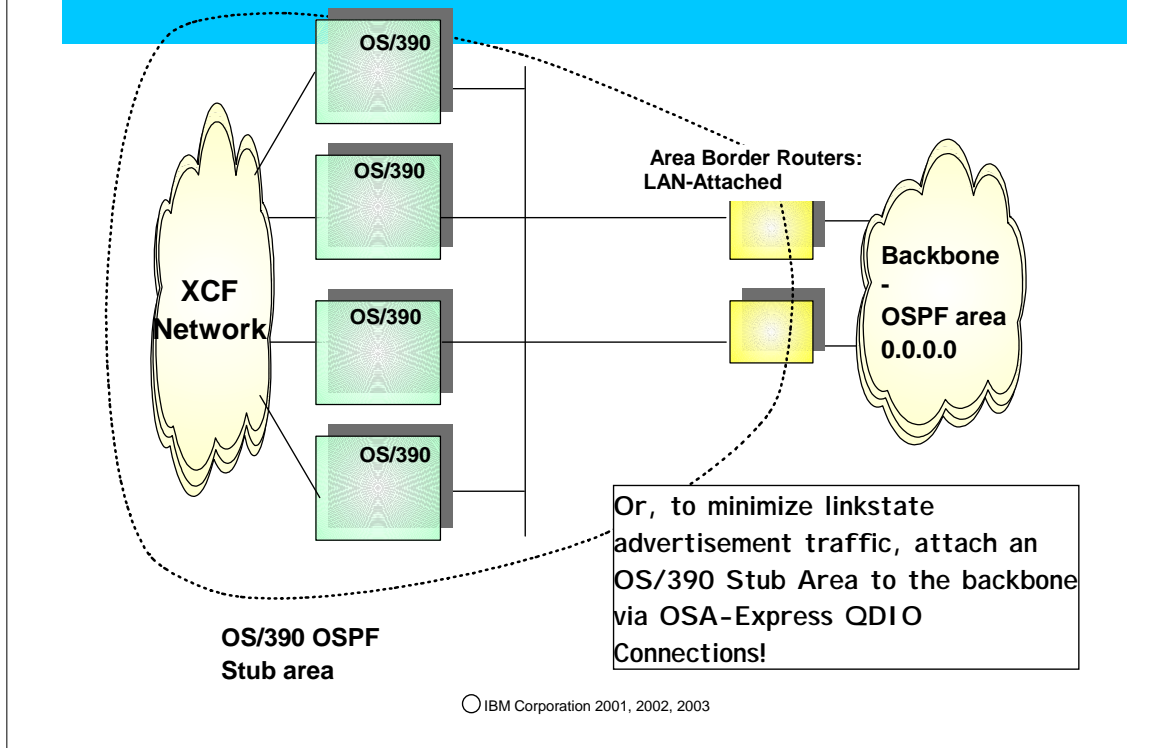 OS/390
OS/390
OS/390
OS/390
XCF
Network
Area Border Routers:
LAN-Attached
Backbone
-
OSPF area
0.0.0.0
Or, to minimize linkstate
advertisement traffic, attach an
OS/390 Stub Area to the backbone
via OSA-Express QDIO
Connections!
OS/390 OSPF
Stub area
IBM Corporation 2001, 2002, 2003